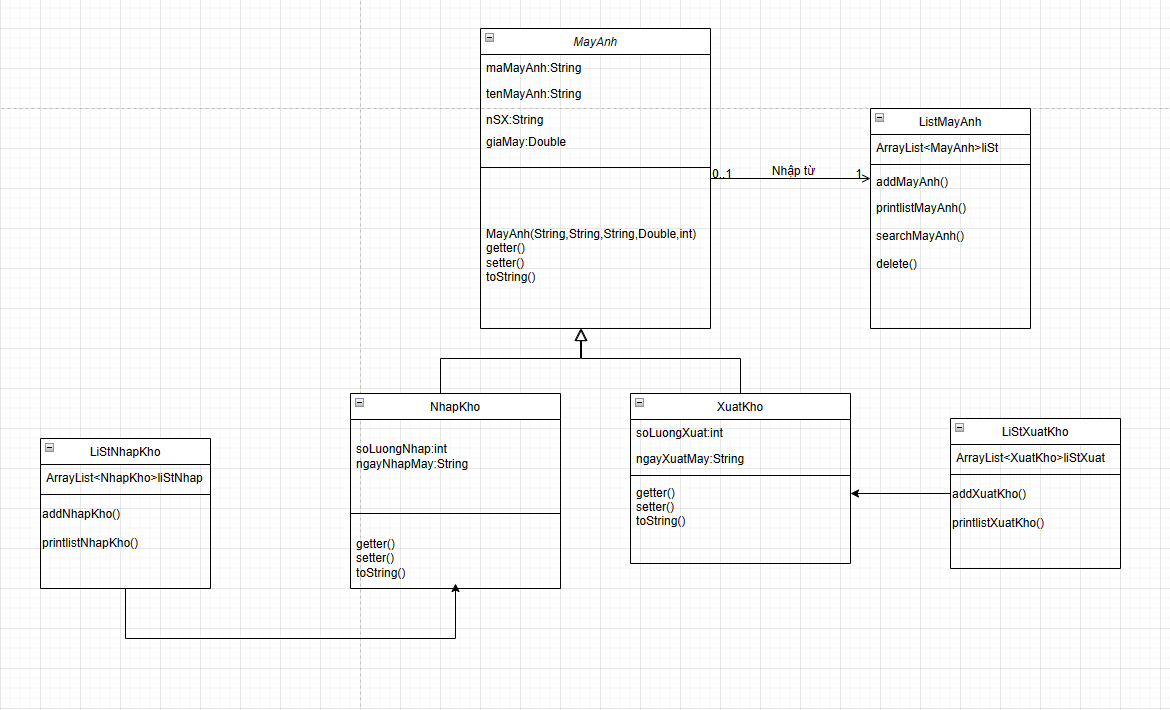 MayAnh
maMayAnh:String
tenMayAnh:String
nSX:String
giaMay:Double
MayAnh(String,String,String,Double,int)
getter()
setter()
toString()
0..1
Nhập từ
1
ListMayAnh
ArrayList<MayAnh>liSt
addMayAnh()
printlistMayAnh()
searchMayAnh()
delete()
LiStNhapKho
ArrayList<NhapKho>liStNhap
addNhapKho()
printlistNhapKho()
NhapKho
soLuongNhap:int
ngayNhapMay:String
getter()
setter()
toString()
XuatKho
soLuongXuat:int
ngayXuatMay:String
getter()
setter()
toString()
LiStXuatKho
ArrayList<XuatKho>liStXuat
addXuatKho()
printlistXuatKho()